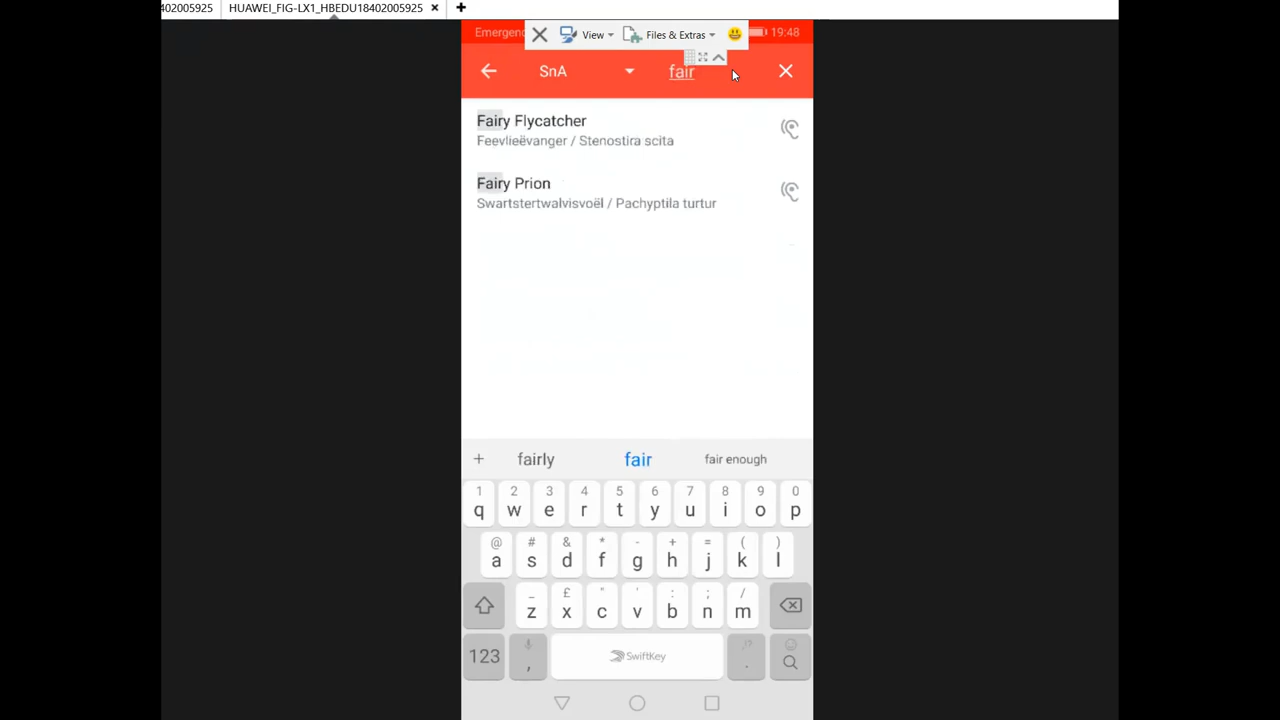 402005925 HUAWEI_FIG-LX1_HBEDU18402005925 × +
Emergen 19:48
View Files & Extras
SnA fair
Fairy Flycatcher
Feevlieëvanger / Stenostira scita
Fairy Prion
Swartstertwalvisvoël / Pachyptila turtur
+ fairly fair fair enough
1 2 3 4 5 6 7 8 9 0
q w e r t y u i o p
@ # & * - + = ( )
a s d f g h j k l
_ £ " ' : ; /
z x c v b n m
123 , SwiftKey .